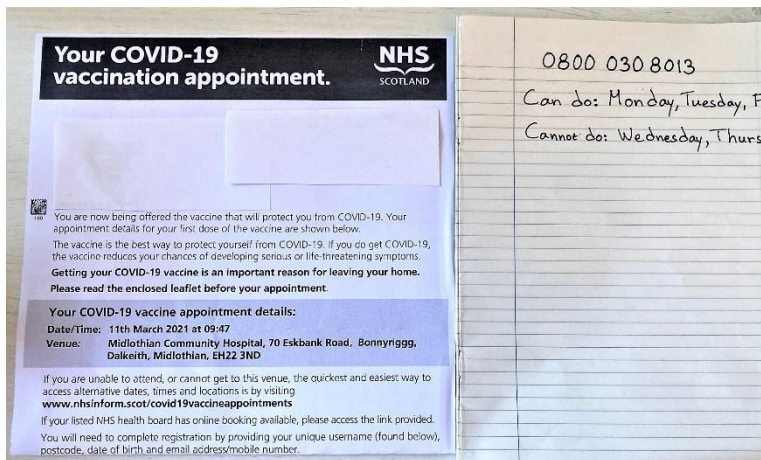 Your COVID-19
vaccination appointment.
NHS
SCOTLAND
You are now being offered the vaccine that will protect you from COVID-19. Your
appointment details for your first dose of the vaccine are shown below.
The vaccine is the best way to protect yourself from COVID-19. If you do get COVID-19,
the vaccine reduces your chances of developing serious or life-threatening symptoms.
Getting your COVID-19 vaccine is an important reason for leaving your home.
Please read the enclosed leaflet before your appointment.
Your COVID-19 vaccine appointment details:
Date/Time: 11th March 2021 at 09:47
Venue: Midlothian Community Hospital, 70 Eskbank Road, Bonnyriggg,
Dalkeith, Midlothian, EH22 3ND
If you are unable to attend, or cannot get to this venue, the quickest and easiest way to
access alternative dates, times and locations is by visiting
www.nhsinform.scot/covid19vaccineappointments
If your listed NHS health board has online booking available, please access the link provided.
You will need to complete registration by providing your unique username (found below),
postcode, date of birth and email address/mobile number.
0800 030 8013
Can do: Monday, Tuesday, F
Cannot do: Wednesday, Thurs